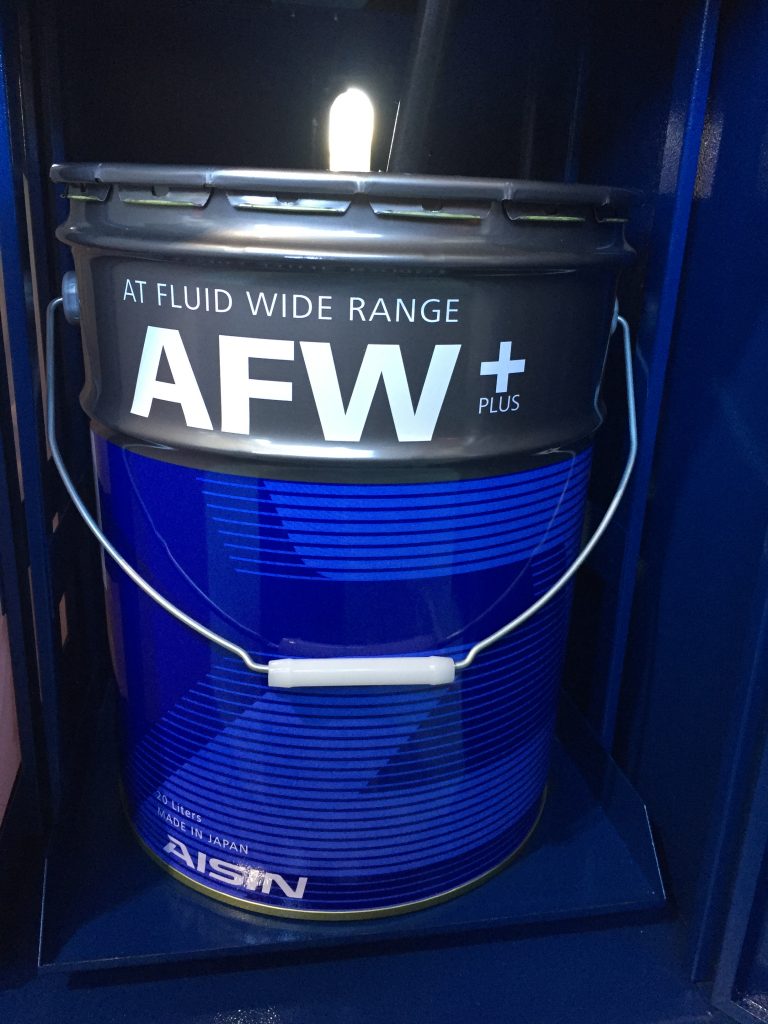 AT FLUID WIDE RANGE
AFW+
PLUS
20 Liters
MADE IN JAPAN
AISIN